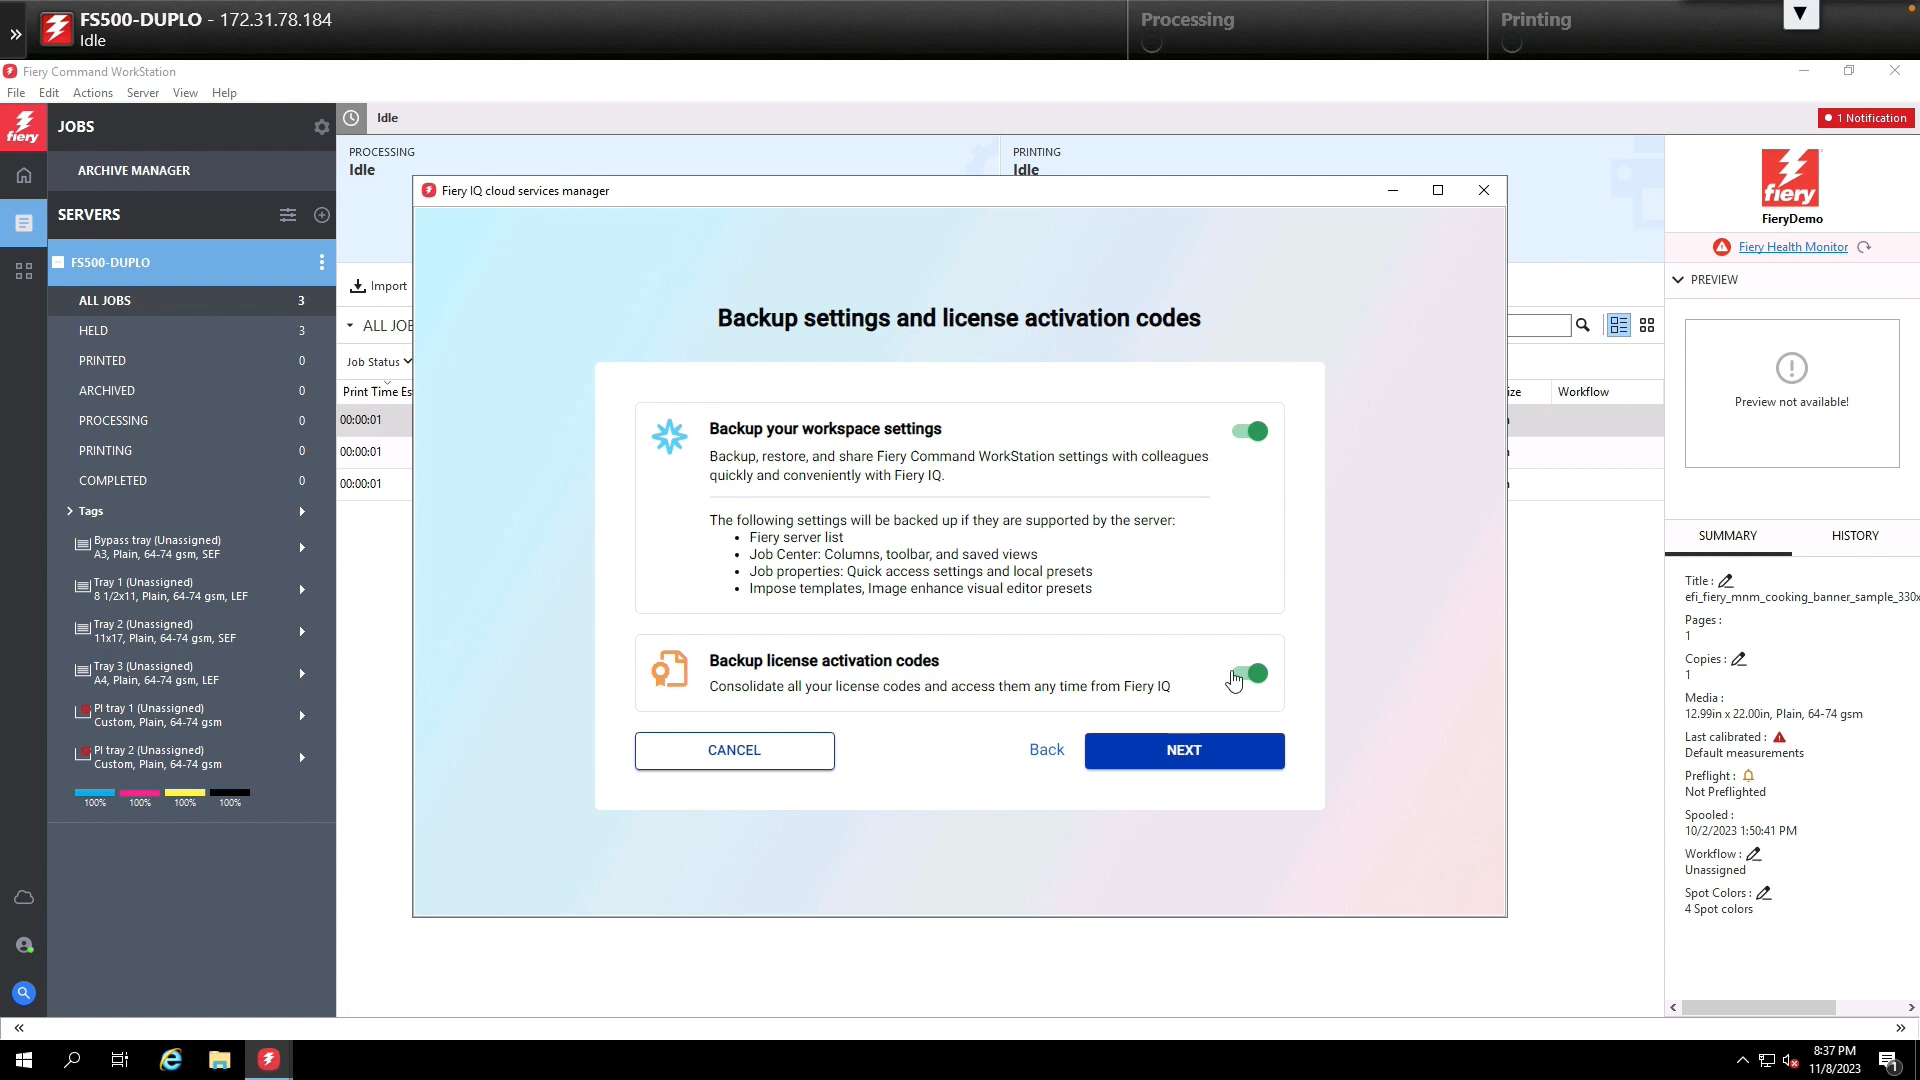 FS500-DUPLO - 172.31.78.184
Idle
Processing
Printing
Fiery Command WorkStation
File Edit Actions Server View Help
fiery
JOBS
Idle
1 Notification
ARCHIVE MANAGER
SERVERS
FS500-DUPLO
ALL JOBS 3
HELD 3
PRINTED 0
ARCHIVED 0
PROCESSING 0
PRINTING 0
COMPLETED 0
Tags
Bypass tray (Unassigned)
A3, Plain, 64-74 gsm, SEF
Tray 1 (Unassigned)
8 1/2x11, Plain, 64-74 gsm, LEF
Tray 2 (Unassigned)
11x17, Plain, 64-74 gsm, SEF
Tray 3 (Unassigned)
A4, Plain, 64-74 gsm, LEF
PI tray 1 (Unassigned)
Custom, Plain, 64-74 gsm
PI tray 2 (Unassigned)
Custom, Plain, 64-74 gsm
100% 100% 100% 100%
PROCESSING
Idle
PRINTING
Idle
Import
ALL JOB
Job Status
Print Time Es
00:00:01
00:00:01
00:00:01
ize Workflow
Fiery IQ cloud services manager
Backup settings and license activation codes
Backup your workspace settings
Backup, restore, and share Fiery Command WorkStation settings with colleagues
quickly and conveniently with Fiery IQ.
The following settings will be backed up if they are supported by the server:
• Fiery server list
• Job Center: Columns, toolbar, and saved views
• Job properties: Quick access settings and local presets
• Impose templates, Image enhance visual editor presets
Backup license activation codes
Consolidate all your license codes and access them any time from Fiery IQ
CANCEL Back NEXT
fiery
FieryDemo
Fiery Health Monitor
PREVIEW
Preview not available!
SUMMARY HISTORY
Title :
efi_fiery_mnm_cooking_banner_sample_330x
Pages :
1
Copies :
1
Media :
12.99in x 22.00in, Plain, 64-74 gsm
Last calibrated :
Default measurements
Preflight :
Not Preflighted
Spooled :
10/2/2023 1:50:41 PM
Workflow :
Unassigned
Spot Colors :
4 Spot colors
8:37 PM
11/8/2023
1